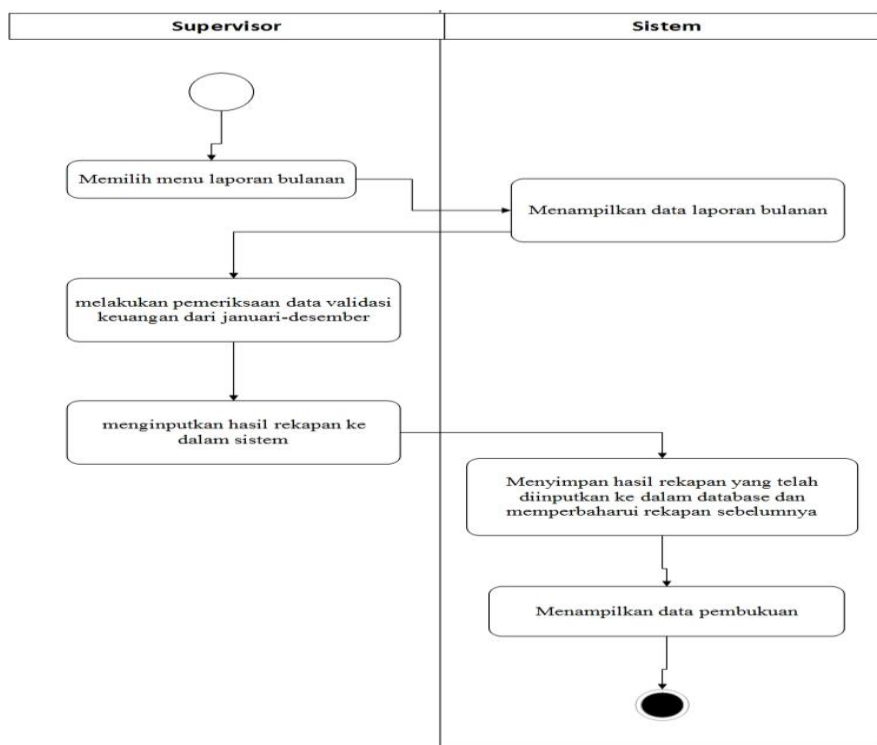 Supervisor
Sistem
Memilih menu laporan bulanan
Menampilkan data laporan bulanan
melakukan pemeriksaan data validasi
keuangan dari januari-desember
menginputkan hasil rekapan ke
dalam sistem
Menyimpan hasil rekapan yang telah
diinputkan ke dalam database dan
memperbaharui rekapan sebelumnya
Menampilkan data pembukuan